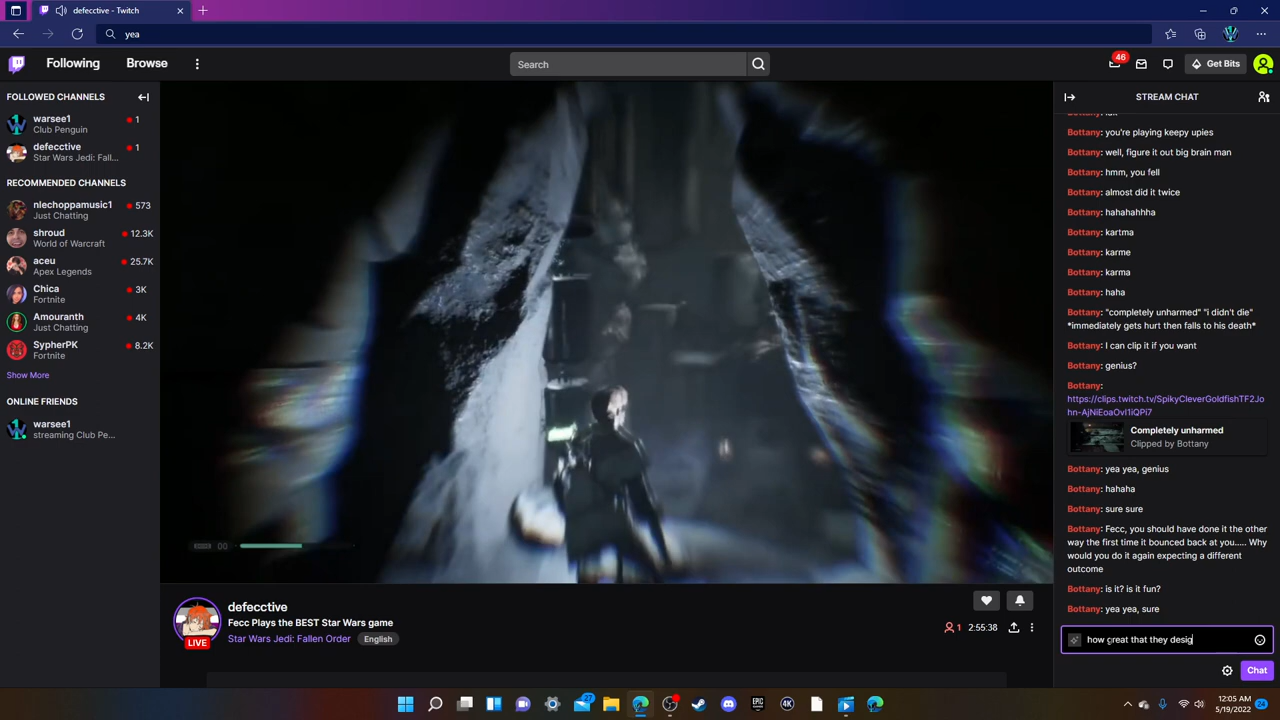 defecctive - Twitch
yea
Following
Browse
Search
46
Get Bits
FOLLOWED CHANNELS
warsee1
Club Penguin
1
defecctive
Star Wars Jedi: Fall...
1
RECOMMENDED CHANNELS
nlechoppamusic1
Just Chatting
573
shroud
World of Warcraft
12.3K
aceu
Apex Legends
25.7K
Chica
Fortnite
3K
Amouranth
Just Chatting
4K
SypherPK
Fortnite
8.2K
Show More
ONLINE FRIENDS
warsee1
streaming Club Pe...
00
LIVE
defecctive
Fecc Plays the BEST Star Wars game
Star Wars Jedi: Fallen Order
English
1
2:55:38
STREAM CHAT
Bottany: you're playing keepy upies
Bottany: well, figure it out big brain man
Bottany: hmm, you fell
Bottany: almost did it twice
Bottany: hahahahhha
Bottany: kartma
Bottany: karme
Bottany: karma
Bottany: haha
Bottany: "completely unharmed" "i didn't die"
*immediately gets hurt then falls to his death*
Bottany: I can clip it if you want
Bottany: genius?
Bottany:
https://clips.twitch.tv/SpikyCleverGoldfishTF2Jo
hn-AjNiEoaOvI1iQPi7
Completely unharmed
Clipped by Bottany
Bottany: yea yea, genius
Bottany: hahaha
Bottany: sure sure
Bottany: Fecc, you should have done it the other
way the first time it bounced back at you..... Why
would you do it again expecting a different
outcome
Bottany: is it? is it fun?
Bottany: yea yea, sure
how great that they desig
Chat
27
EPIC
4K
12:05 AM
5/19/2022
24